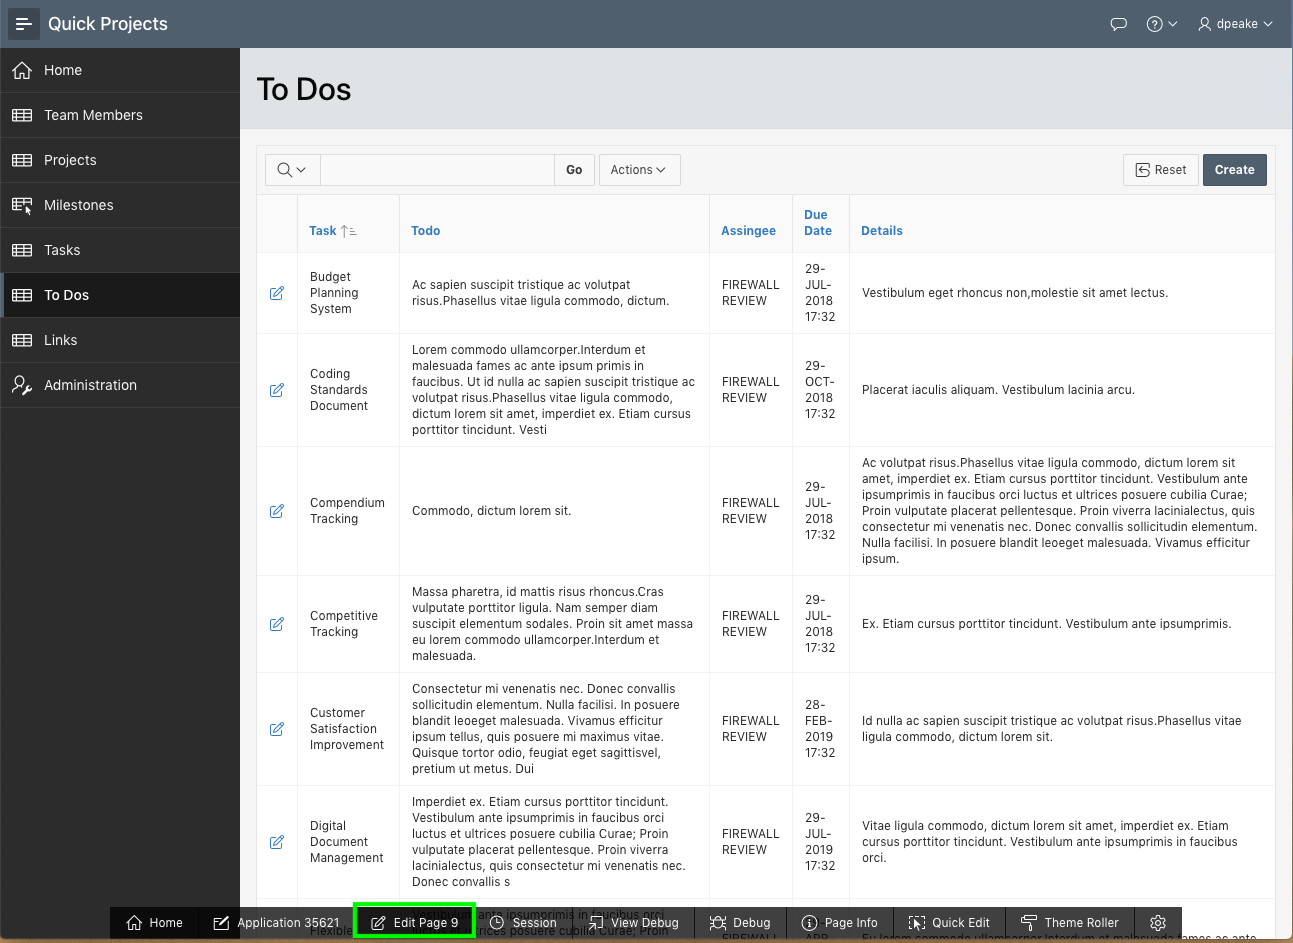 Quick Projects
dpeake
Home
Team Members
Projects
Milestones
Tasks
To Dos
Links
Administration
To Dos
Go
Actions
Reset
Create
Task
Todo
Assingee
Due
Date
Details
Budget
Planning
System
Ac sapien suscipit tristique ac volutpat
risus.Phasellus vitae ligula commodo, dictum.
FIREWALL
REVIEW
29-
JUL-
2018
17:32
Vestibulum eget rhoncus non,molestie sit amet lectus.
Coding
Standards
Document
Lorem commodo ullamcorper.Interdum et
malesuada fames ac ante ipsum primis in
faucibus. Ut id nulla ac sapien suscipit tristique ac
volutpat risus.Phasellus vitae ligula commodo,
dictum lorem sit amet, imperdiet ex. Etiam cursus
porttitor tincidunt. Vesti
FIREWALL
REVIEW
29-
OCT-
2018
17:32
Placerat iaculis aliquam. Vestibulum lacinia arcu.
Compendium
Tracking
Commodo, dictum lorem sit.
FIREWALL
REVIEW
29-
JUL-
2018
17:32
Ac volutpat risus.Phasellus vitae ligula commodo, dictum lorem sit
amet, imperdiet ex. Etiam cursus porttitor tincidunt. Vestibulum ante
ipsumprimis in faucibus orci luctus et ultrices posuere cubilia Curae;
Proin vulputate placerat pellentesque. Proin viverra lacinialectus, quis
consectetur mi venenatis nec. Donec convallis sollicitudin elementum.
Nulla facilisi. In posuere blandit leoeget malesuada. Vivamus efficitur
ipsum.
Competitive
Tracking
Massa pharetra, id mattis risus rhoncus.Cras
vulputate porttitor ligula. Nam semper diam
suscipit elementum sodales. Proin sit amet massa
eu lorem commodo ullamcorper.Interdum et
malesuada.
FIREWALL
REVIEW
29-
JUL-
2018
17:32
Ex. Etiam cursus porttitor tincidunt. Vestibulum ante ipsumprimis.
Customer
Satisfaction
Improvement
Consectetur mi venenatis nec. Donec convallis
sollicitudin elementum. Nulla facilisi. In posuere
blandit leoeget malesuada. Vivamus efficitur
ipsum tellus, quis posuere mi maximus vitae.
Quisque tortor odio, feugiat eget sagittisvel,
pretium ut metus. Dui
FIREWALL
REVIEW
28-
FEB-
2019
17:32
Id nulla ac sapien suscipit tristique ac volutpat risus.Phasellus vitae
ligula commodo, dictum lorem sit.
Digital
Document
Management
Imperdiet ex. Etiam cursus porttitor tincidunt.
Vestibulum ante ipsumprimis in faucibus orci
luctus et ultrices posuere cubilia Curae; Proin
vulputate placerat pellentesque. Proin viverra
lacinialectus, quis consectetur mi venenatis nec.
Donec convallis s
FIREWALL
REVIEW
29-
JUL-
2019
17:32
Vitae ligula commodo, dictum lorem sit amet, imperdiet ex. Etiam
cursus porttitor tincidunt. Vestibulum ante ipsumprimis in faucibus
orci.
Home
Application 35621
Edit Page 9
Session
View Debug
Debug
Page Info
Quick Edit
Theme Roller